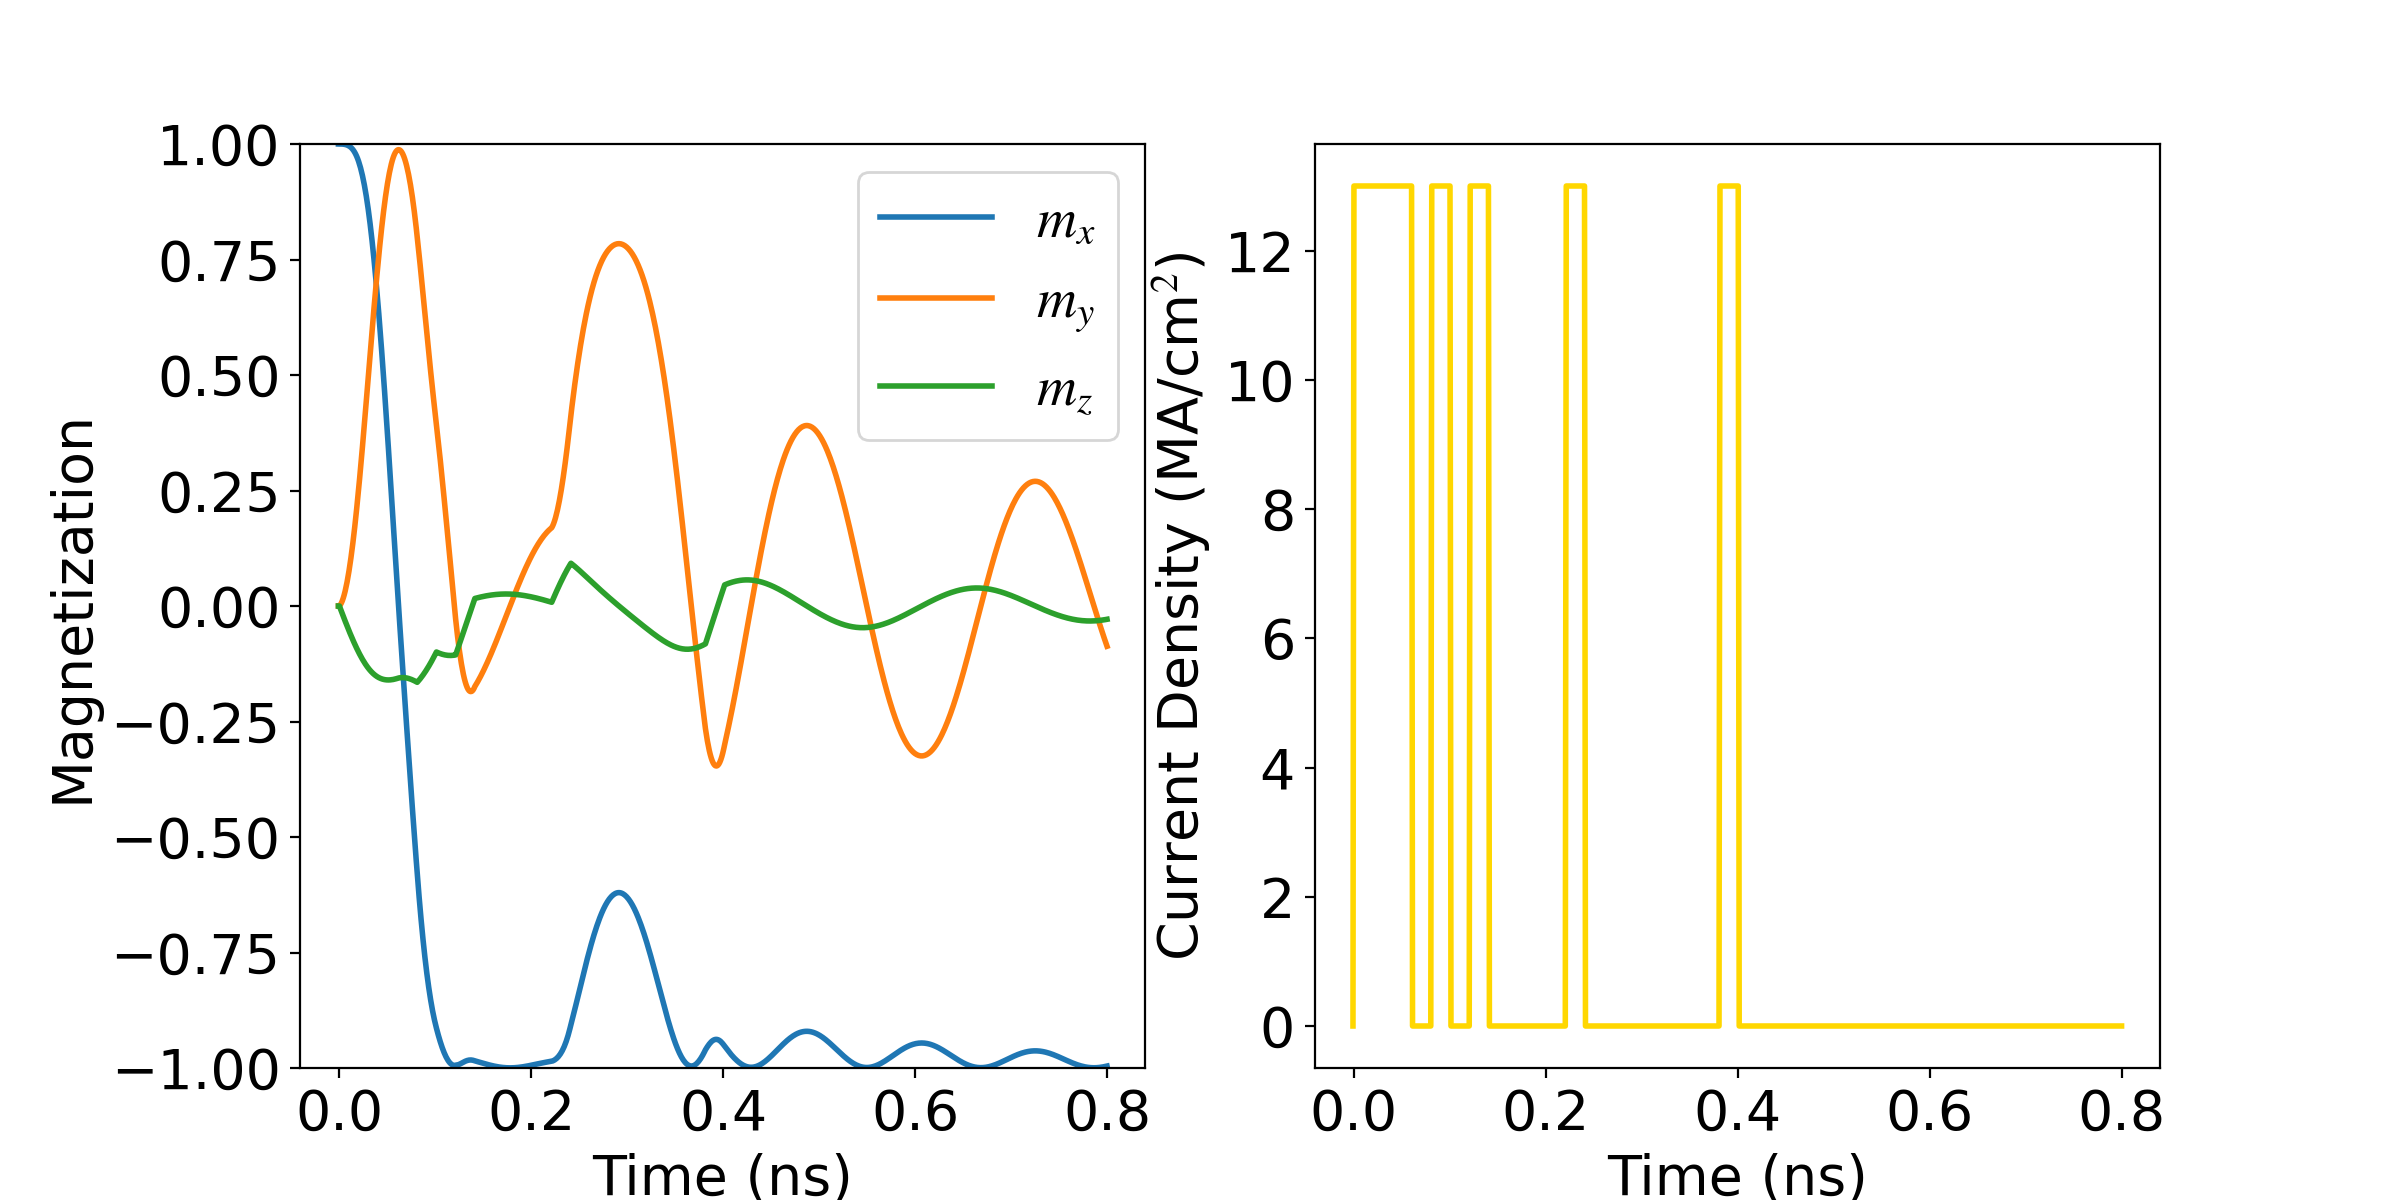 Magnetization
1.00
0.75
0.50
0.25
0.00
−0.25
−0.50
−0.75
−1.00
0.0 0.2 0.4 0.6 0.8
Time (ns)
m_x
m_y
m_z
Current Density (MA/cm²)
12
10
8
6
4
2
0
0.0 0.2 0.4 0.6 0.8
Time (ns)